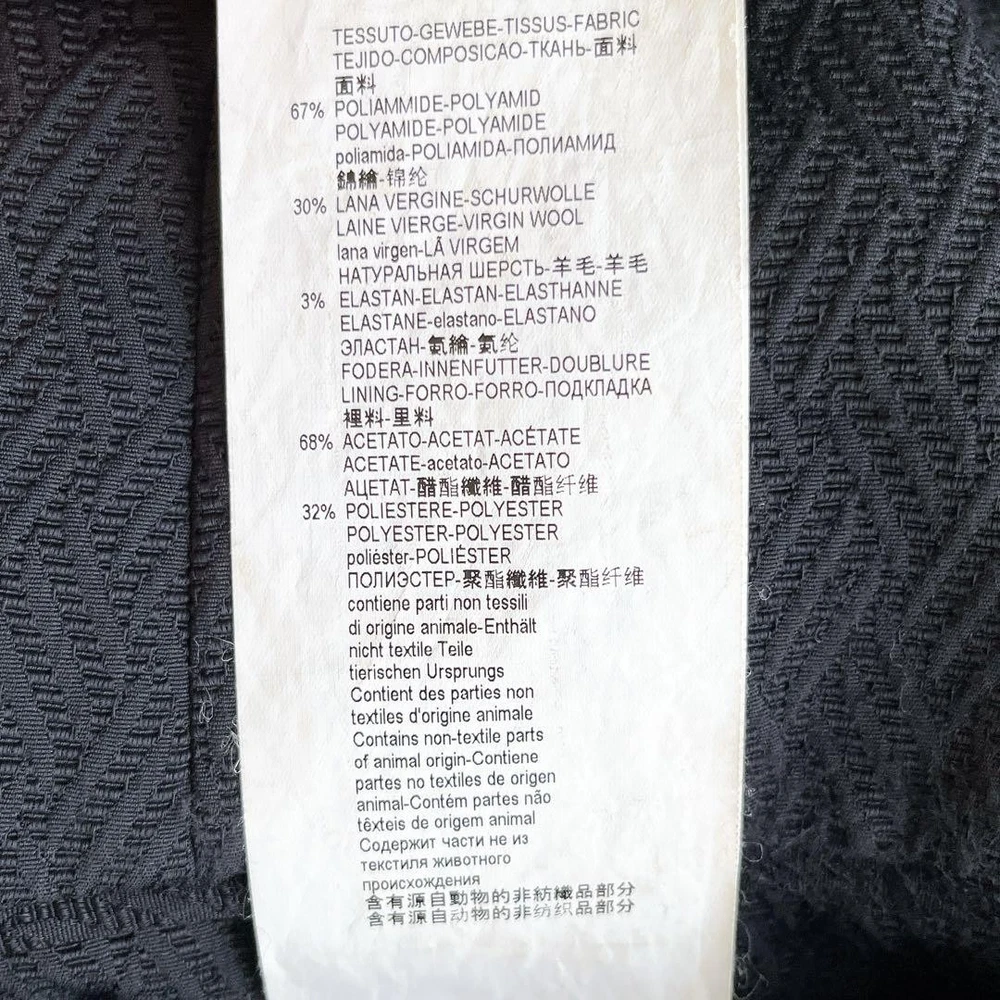 TESSUTO-GEWEBE-TISSUS-FABRIC
TEJIDO-COMPOSICAO-ТКАНЬ-面料
面料
67% POLIAMMIDE-POLYAMID
POLYAMIDE-POLYAMIDE
poliamida-POLIAMIDA-ПОЛИАМИД
錦綸-锦纶
30% LANA VERGINE-SCHURWOLLE
LAINE VIERGE-VIRGIN WOOL
lana virgen-LÃ VIRGEM
НАТУРАЛЬНАЯ ШЕРСТЬ-羊毛-羊毛
3% ELASTAN-ELASTAN-ELASTHANNE
ELASTANE-elastano-ELASTANO
ЭЛАСТАН-氨綸-氨纶
FODERA-INNENFUTTER-DOUBLURE
LINING-FORRO-FORRO-ПОДКЛАДКА
裡料-里料
68% ACETATO-ACETAT-ACÉTATE
ACETATE-acetato-ACETATO
АЦЕТАТ-醋酯纖維-醋酯纤维
32% POLIESTERE-POLYESTER
POLYESTER-POLYESTER
poliéster-POLIÉSTER
ПОЛИЭСТЕР-聚酯纖維-聚酯纤维
contiene parti non tessili
di origine animale-Enthält
nicht textile Teile
tierischen Ursprungs
Contient des parties non
textiles d'origine animale
Contains non-textile parts
of animal origin-Contiene
partes no textiles de origen
animal-Contém partes não
têxteis de origem animal
Содержит части не из
текстиля животного
происхождения
含有源自動物的非紡織品部分
含有源自动物的非纺织品部分